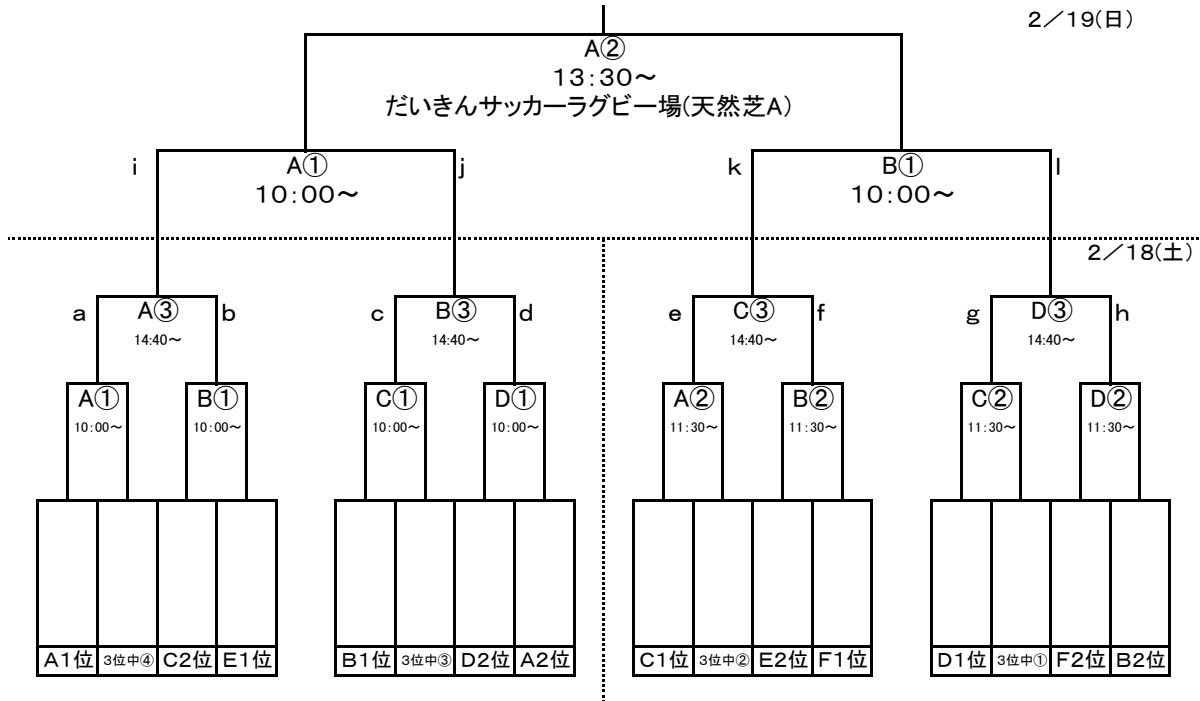 2／19(日)
A②
13:30～
だいきんサッカーラグビー場(天然芝A)
i A① j k B① l
10:00～ 10:00～
2／18(土)
a A③ b c B③ d e C③ f g D③ h
14:40～ 14:40～ 14:40～ 14:40～
A① B① C① D① A② B② C② D②
10:00～ 10:00～ 10:00～ 10:00～ 11:30～ 11:30～ 11:30～ 11:30～
A1位 3位中④ C2位 E1位 B1位 3位中③ D2位 A2位 C1位 3位中② E2位 F1位 D1位 3位中① F2位 B2位